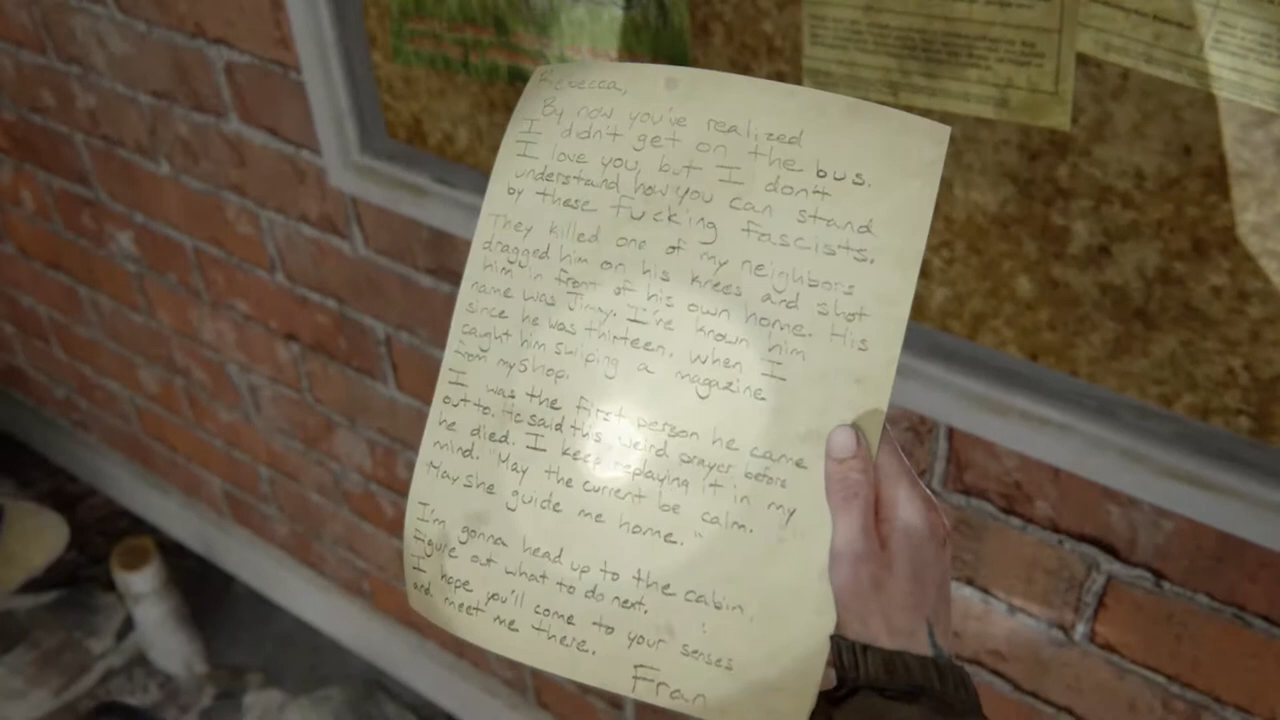 Rebecca,
By now you've realized
I didn't get on the bus.
I love you, but I don't
understand how you can stand
by these fucking fascists.
They killed one of my neighbors
dragged him on his knees and shot
him in front of his own home. His
name was Jimmy. I've known him
since he was thirteen. When I
caught him swiping a magazine
from my shop.
I was the first person he came
out to. He said this weird prayer before
he died. I keep replaying it in my
mind. "May the current be calm.
May she guide me home."
I'm gonna head up to the cabin
Figure out what to do next.
I hope you'll come to your senses
and meet me there.
Fran